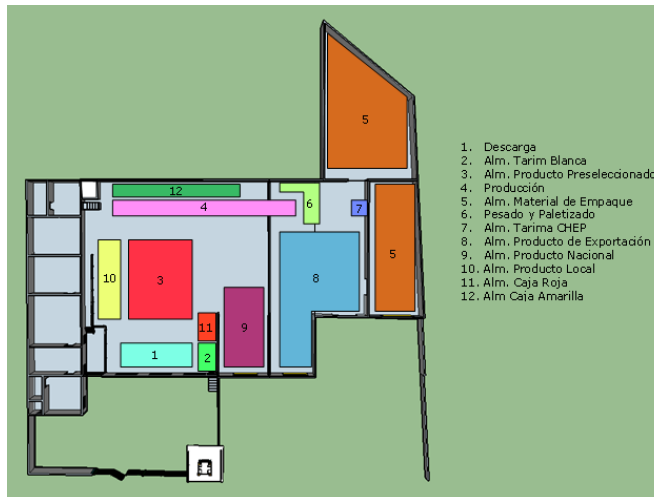 5
12
4
6
7
10
3
8
5
11
9
1
2
1. Descarga
2. Alm. Tarim Blanca
3. Alm. Producto Preseleccionado
4. Producción
5. Alm. Material de Empaque
6. Pesado y Paletizado
7. Alm. Tarima CHEP
8. Alm. Producto de Exportación
9. Alm. Producto Nacional
10. Alm. Producto Local
11. Alm. Caja Roja
12. Alm Caja Amarilla